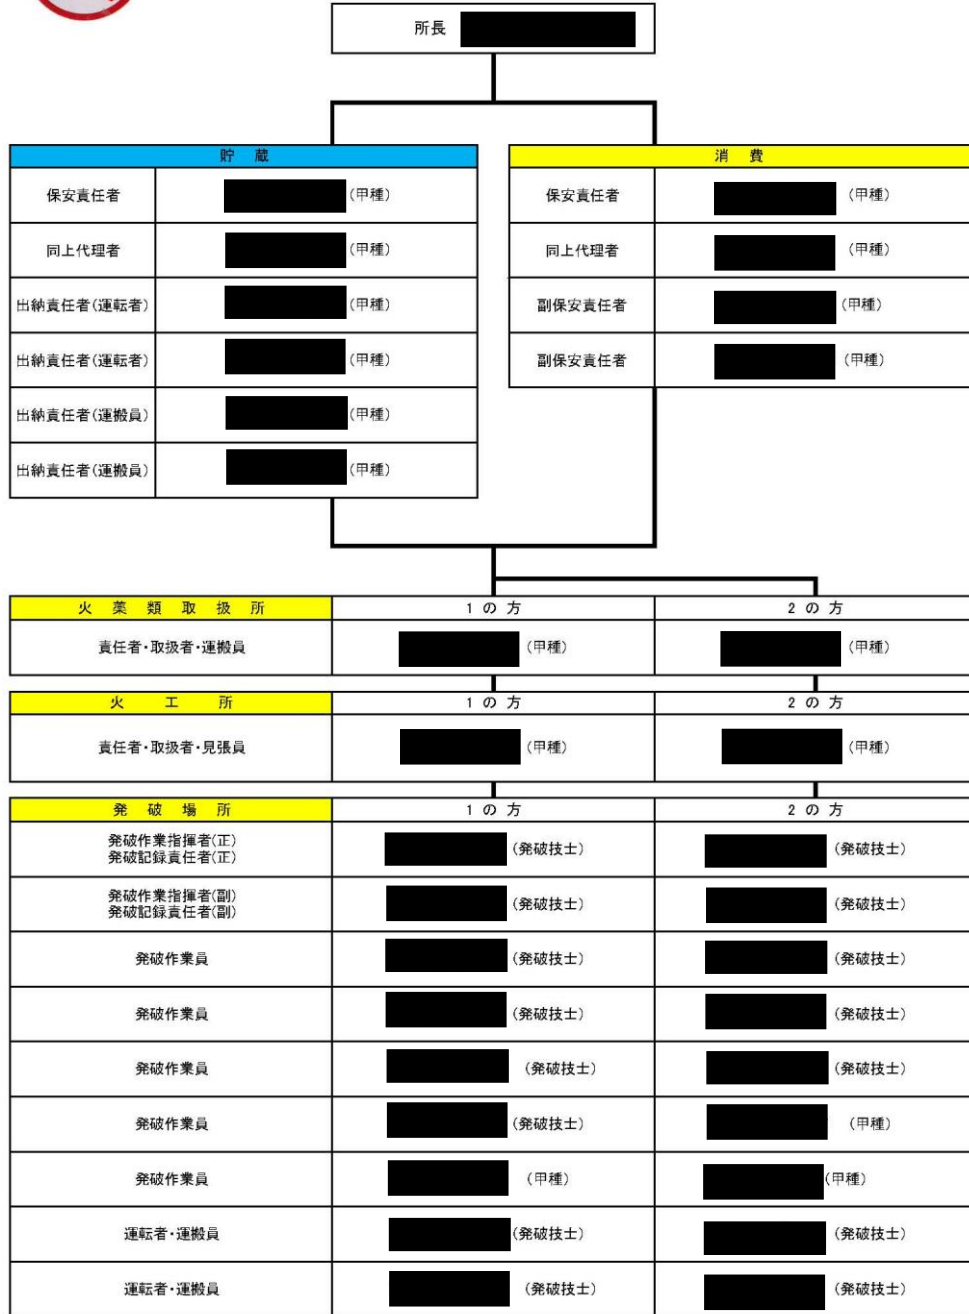 所長
貯 蔵
保安責任者 (甲種)
同上代理者 (甲種)
出納責任者(運転者) (甲種)
出納責任者(運転者) (甲種)
出納責任者(運搬員) (甲種)
出納責任者(運搬員) (甲種)
消 費
保安責任者 (甲種)
同上代理者 (甲種)
副保安責任者 (甲種)
副保安責任者 (甲種)
火 薬 類 取 扱 所 1 の 方 2 の 方
責任者・取扱者・運搬員 (甲種) (甲種)
火 工 所 1 の 方 2 の 方
責任者・取扱者・見張員 (甲種) (甲種)
発 破 場 所 1 の 方 2 の 方
発破作業指揮者(正)
発破記録責任者(正) (発破技士) (発破技士)
発破作業指揮者(副)
発破記録責任者(副) (発破技士) (発破技士)
発破作業員 (発破技士) (発破技士)
発破作業員 (発破技士) (発破技士)
発破作業員 (発破技士) (発破技士)
発破作業員 (発破技士) (甲種)
発破作業員 (甲種) (甲種)
運転者・運搬員 (発破技士) (発破技士)
運転者・運搬員 (発破技士) (発破技士)